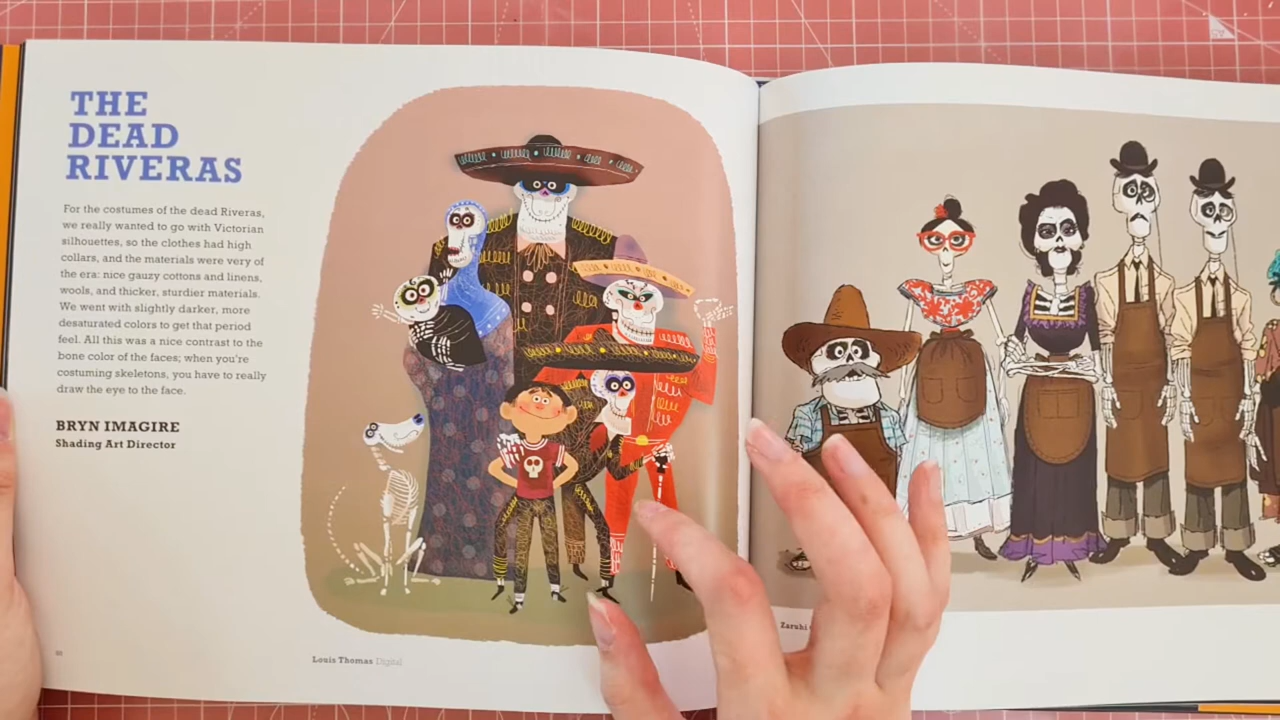 THE
DEAD
RIVERAS
For the costumes of the dead Riveras,
we really wanted to go with Victorian
silhouettes, so the clothes had high
collars, and the materials were very of
the era: nice gauzy cottons and linens,
wools, and thicker, sturdier materials.
We went with slightly darker, more
desaturated colors to get that period
feel. All this was a nice contrast to the
bone color of the faces; when you're
costuming skeletons, you have to really
draw the eye to the face.
BRYN IMAGIRE
Shading Art Director
Louis Thomas Digital
Zaruhi